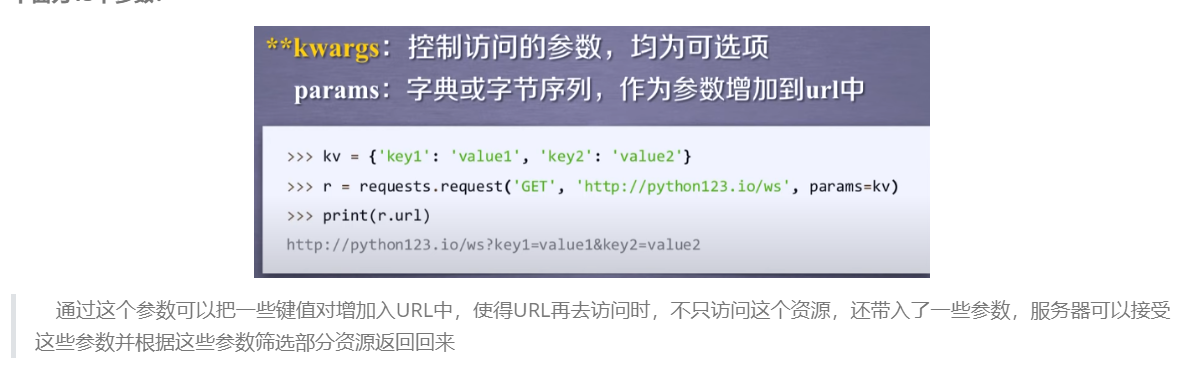 **kwargs：控制访问的参数，均为可选项
params：字典或字节序列，作为参数增加到url中
>>> kv = {'key1': 'value1', 'key2': 'value2'}
>>> r = requests.request('GET', 'http://python123.io/ws', params=kv)
>>> print(r.url)
http://python123.io/ws?key1=value1&key2=value2
通过这个参数可以把一些键值对增加入URL中，使得URL再去访问时，不只访问这个资源，还带入了一些参数，服务器可以接受
这些参数并根据这些参数筛选部分资源返回回来